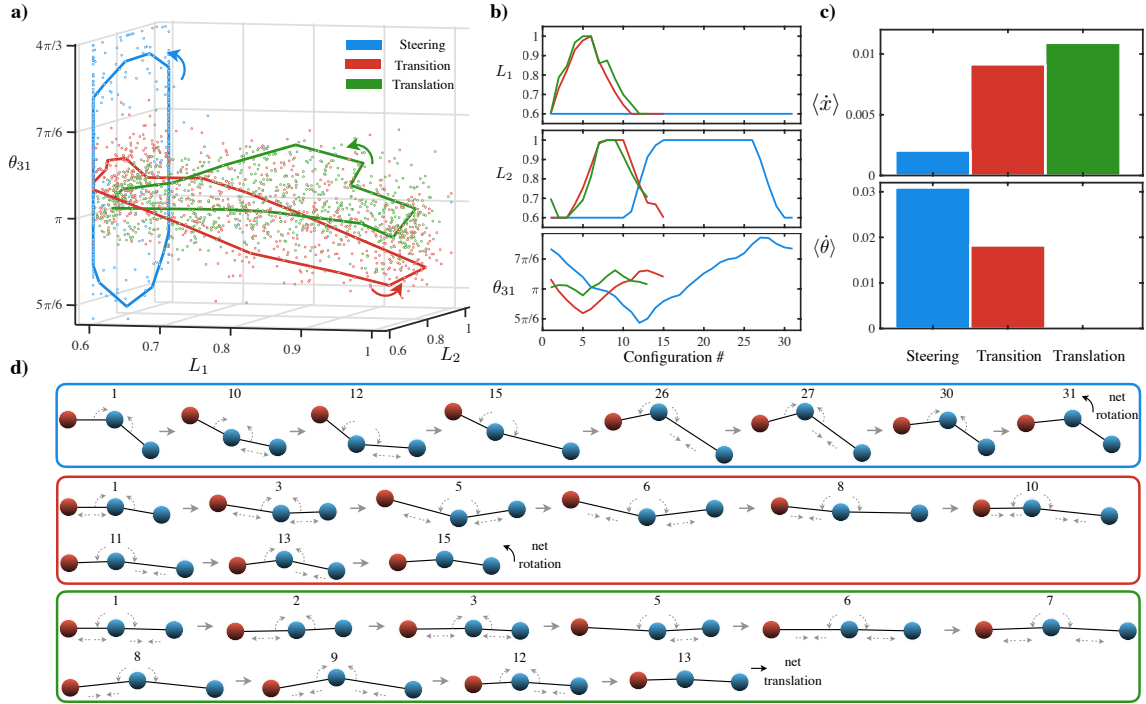 a)
4π/3
7π/6
θ31
π
5π/6
0.6
0.7
0.8
0.9
1
L1
0.6
0.8
1
L2
Steering
Transition
Translation
b)
L1
1
0.9
0.8
0.7
0.6
L2
1
0.9
0.8
0.7
0.6
θ31
7π/6
π
5π/6
0 5 10 15 20 25 30
Configuration #
c)
⟨ẋ⟩
0.01
0.005
0
⟨θ̇⟩
0.03
0.02
0.01
0
Steering Transition Translation
d)
1 10 12 15 26 27 30 31
net
rotation
1 3 5 6 8 10
11 13 15
net
rotation
1 2 3 5 6 7
8 9 12 13
net
translation